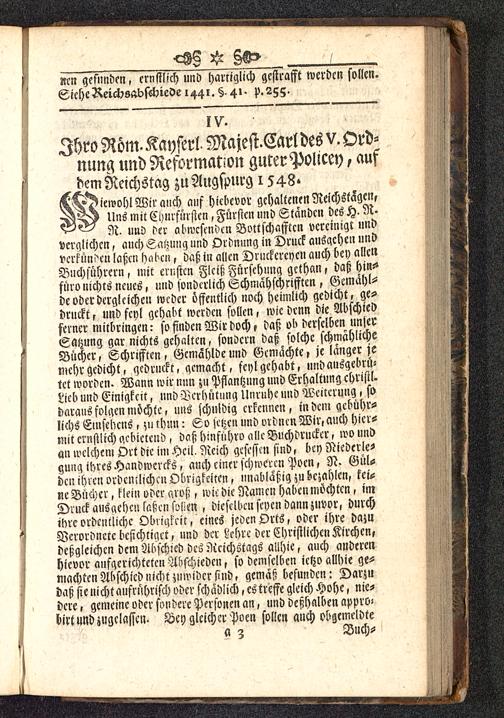 nen gefunden, ernstlich und hartiglich gestrafft werden sollen.
Siehe Reichsabschiede 1441. §. 41. p. 255.
IV.
Ihro Röm. Kayserl. Majest. Carl des V. Ord-
nung und Reformation guter Policey, auf
dem Reichstag zu Augspurg 1548.
Wiewohl Wir auch auf hiebevor gehaltenen Reichstägen,
Uns mit Churfürsten, Fürsten und Ständen des H. R.
R. und der abwesenden Bottschafften vereinigt und
verglichen, auch Satzung und Ordnung in Druck ausgehen und
verkünden laßen haben, daß in allen Druckereyen auch bey allen
Buchführern, mit ernsten Fleiß Fürsehung gethan, daß hin-
füro nichts neues, und sonderlich Schmähschrifften, Gemähl-
de oder dergleichen weder öffentlich noch heimlich gedicht, ge-
druckt, und feyl gehabt werden sollen, wie denn die Abschied
ferner mitbringen: so finden Wir doch, daß ob derselben unser
Satzung gar nichts gehalten, sondern daß solche schmähliche
Bücher, Schrifften, Gemählde und Gemächte, je länger je
mehr gedicht, gedruckt, gemacht, feyl gehabt, und ausgebrü-
tet worden. Wann wir nun zu Pflantzung und Erhaltung christl.
Lieb und Einigkeit, und Verhütung Unruhe und Weiterung, so
daraus folgen möchte, uns schuldig erkennen, in dem gebühr-
lichs Einsehens, zu thun: So setzen und ordnen Wir, auch hier-
mit ernstlich gebietend, daß hinführo alle Buchdrucker, wo und
an welchem Ort die im Heil. Reich gesessen sind, bey Niederle-
gung ihres Handwercks, auch einer schweren Poen, N. Gül-
den ihren ordentlichen Obrigkeiten, unabläßig zu bezahlen, kei-
ne Bücher, klein oder groß, wie die Namen haben möchten, im
Druck ausgehen laßen sollen, dieselben seyen dann zuvor, durch
ihre ordentliche Obrigkeit, eines jeden Orts, oder ihre dazu
Verordnete besichtiget, und der Lehre der Christlichen Kirchen,
deßgleichen dem Abschied des Reichstags allhie, auch anderen
hievor aufgerichteten Abschieden, so demselben ietzo allhie ge-
machten Abschied nicht zuwider sind, gemäß befunden: Darzu
daß sie nicht aufrührisch oder schädlich, es treffe gleich Hohe, nie-
dere, gemeine oder sondere Personen an, und deßhalben appro-
birt und zugelassen. Bey gleicher Poen sollen auch obgemeldte
a 3 Buch-